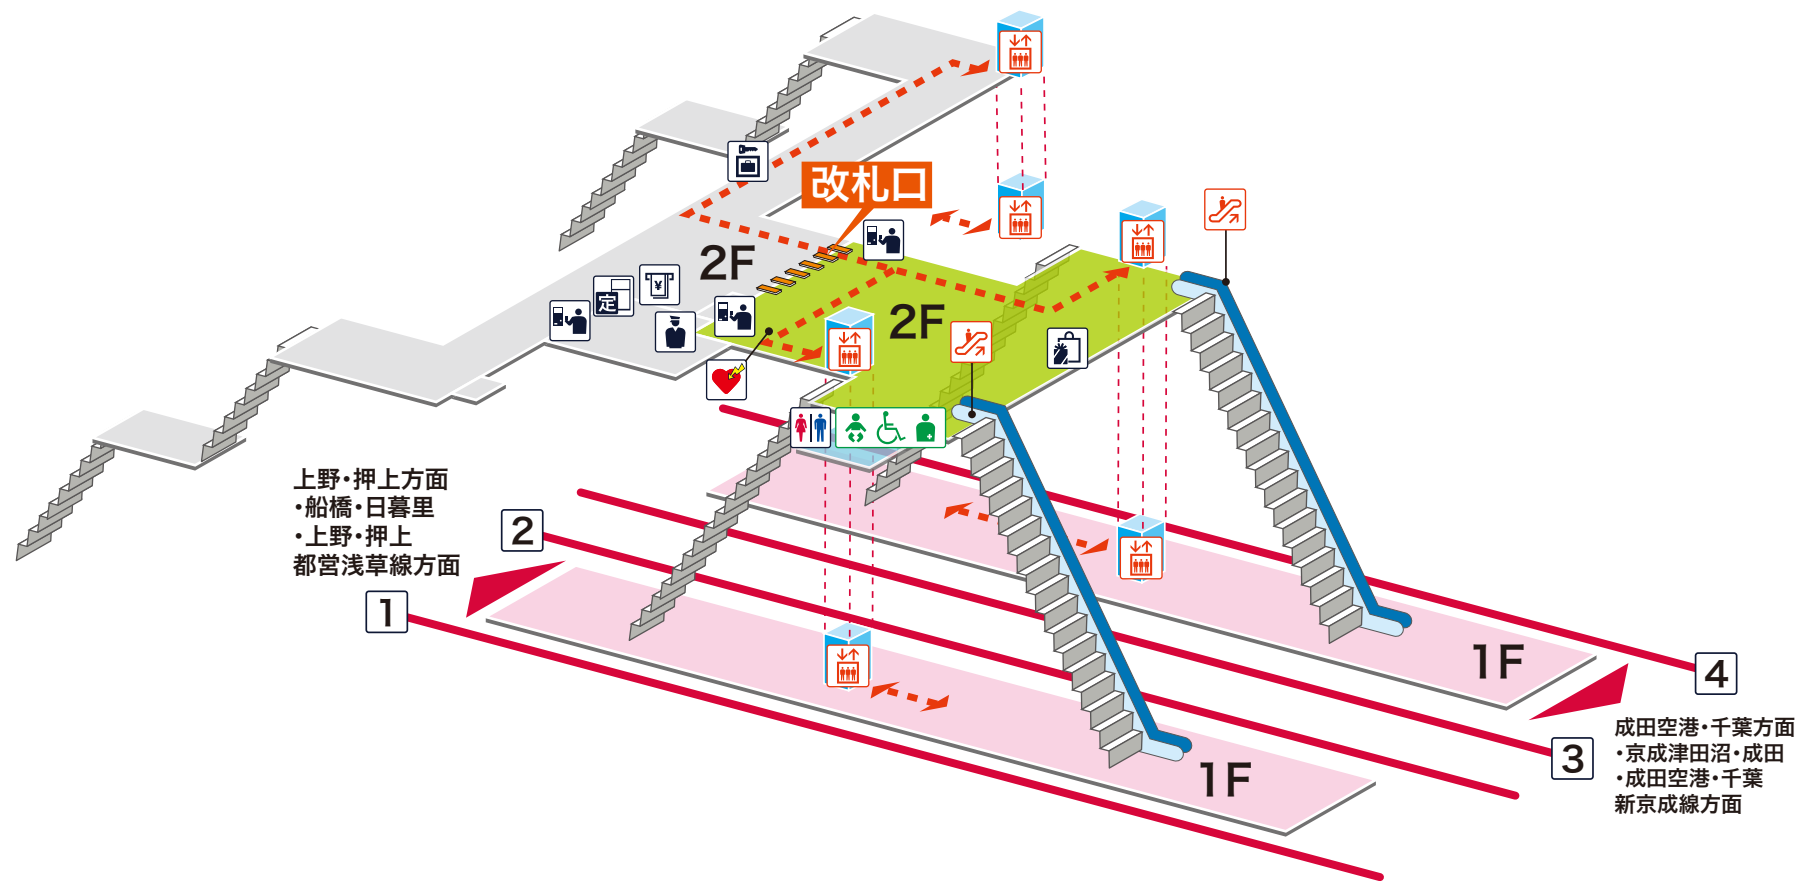 改札口
2F
定
¥
2F
上野・押上方面
・船橋・日暮里
・上野・押上
都営浅草線方面
2
1
1F
4
成田空港・千葉方面
・京成津田沼・成田
・成田空港・千葉
新京成線方面
3
1F